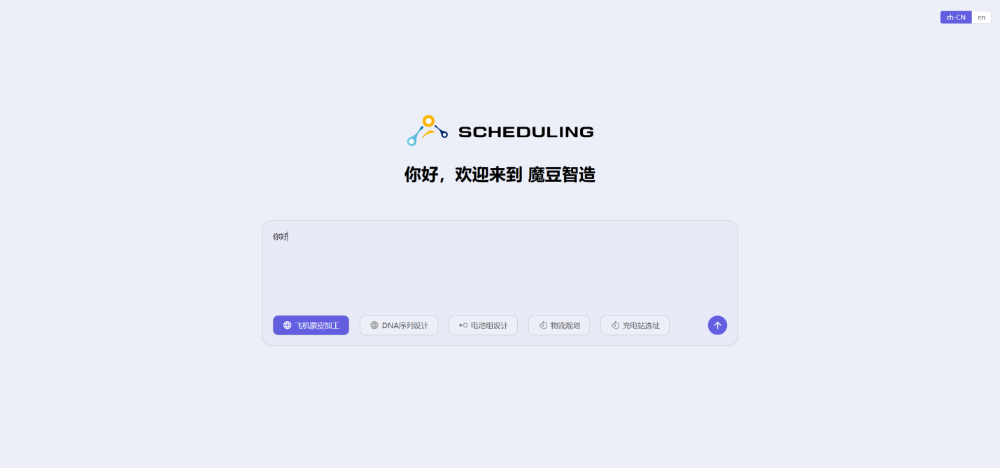 zh-CN en
SCHEDULING
你好，欢迎来到 魔豆智造
你好
飞机蒙皮加工 DNA序列设计 电池组设计 物流规划 充电站选址